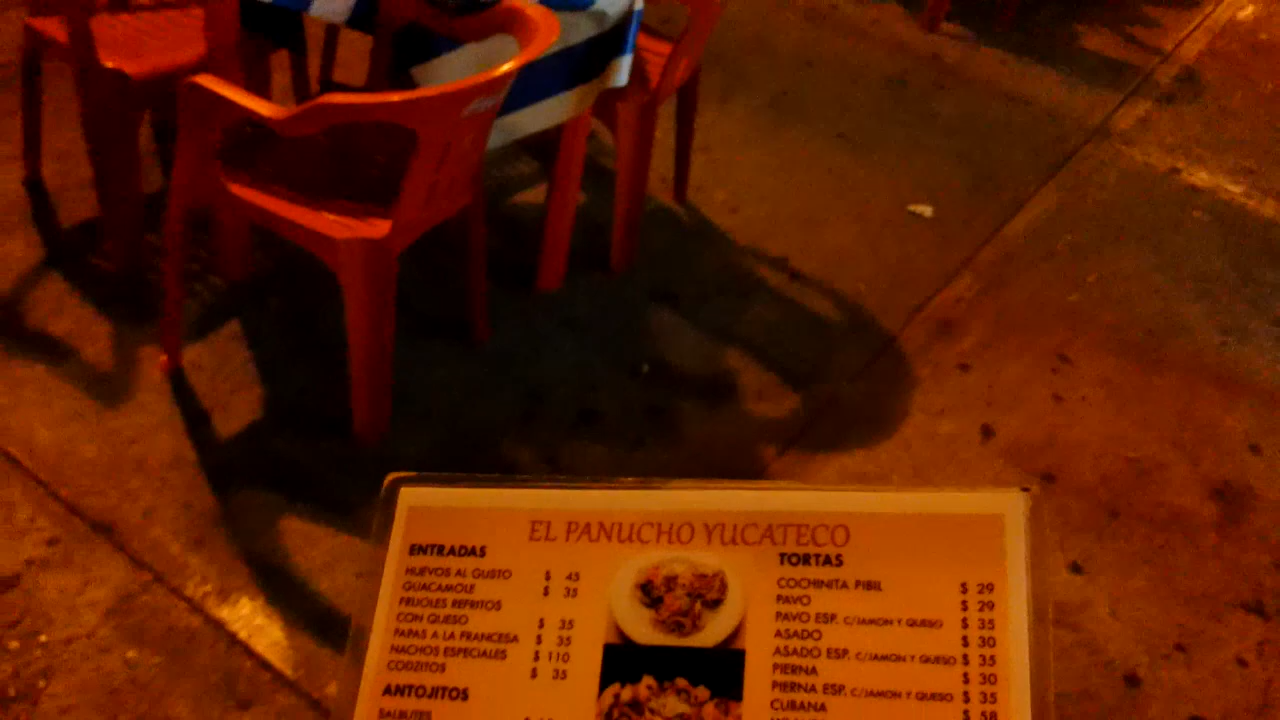 EL PANUCHO YUCATECO
ENTRADAS
HUEVOS AL GUSTO $ 45
GUACAMOLE $ 35
FRIJOLES REFRITOS
CON QUESO $ 35
PAPAS A LA FRANCESA $ 35
NACHOS ESPECIALES $ 110
CODZITOS $ 35
ANTOJITOS
SALBUTES
TORTAS
COCHINITA PIBIL $ 29
PAVO $ 29
PAVO ESP. C/JAMON Y QUESO $ 35
ASADO $ 30
ASADO ESP. C/JAMON Y QUESO $ 35
PIERNA $ 30
PIERNA ESP. C/JAMON Y QUESO $ 35
CUBANA $ 58